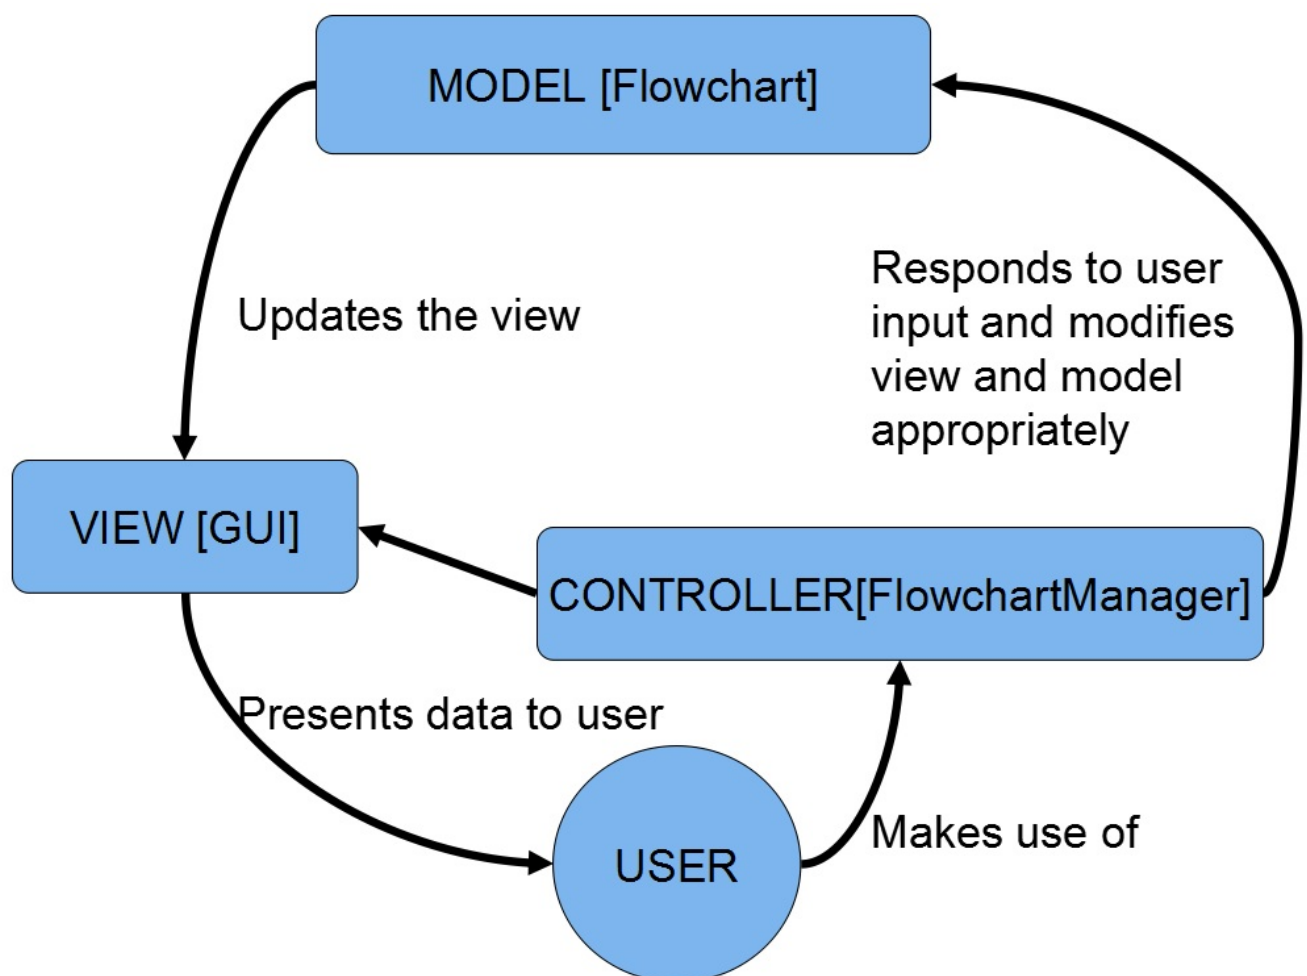 MODEL [Flowchart]
Updates the view
Responds to user
input and modifies
view and model
appropriately
VIEW [GUI]
CONTROLLER[FlowchartManager]
Presents data to user
Makes use of
USER